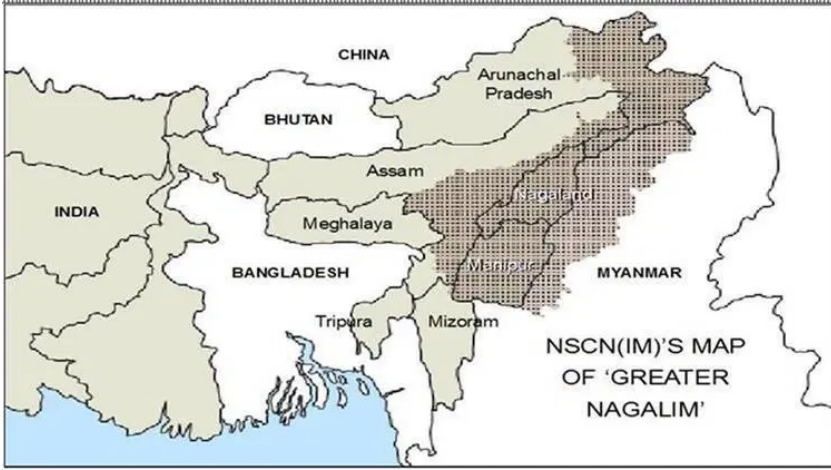 CHINA
Arunachal
Pradesh
BHUTAN
Assam
Nagaland
INDIA
Meghalaya
Manipur
BANGLADESH
MYANMAR
Tripura
Mizoram
NSCN(IM)'S MAP
OF 'GREATER
NAGALIM'